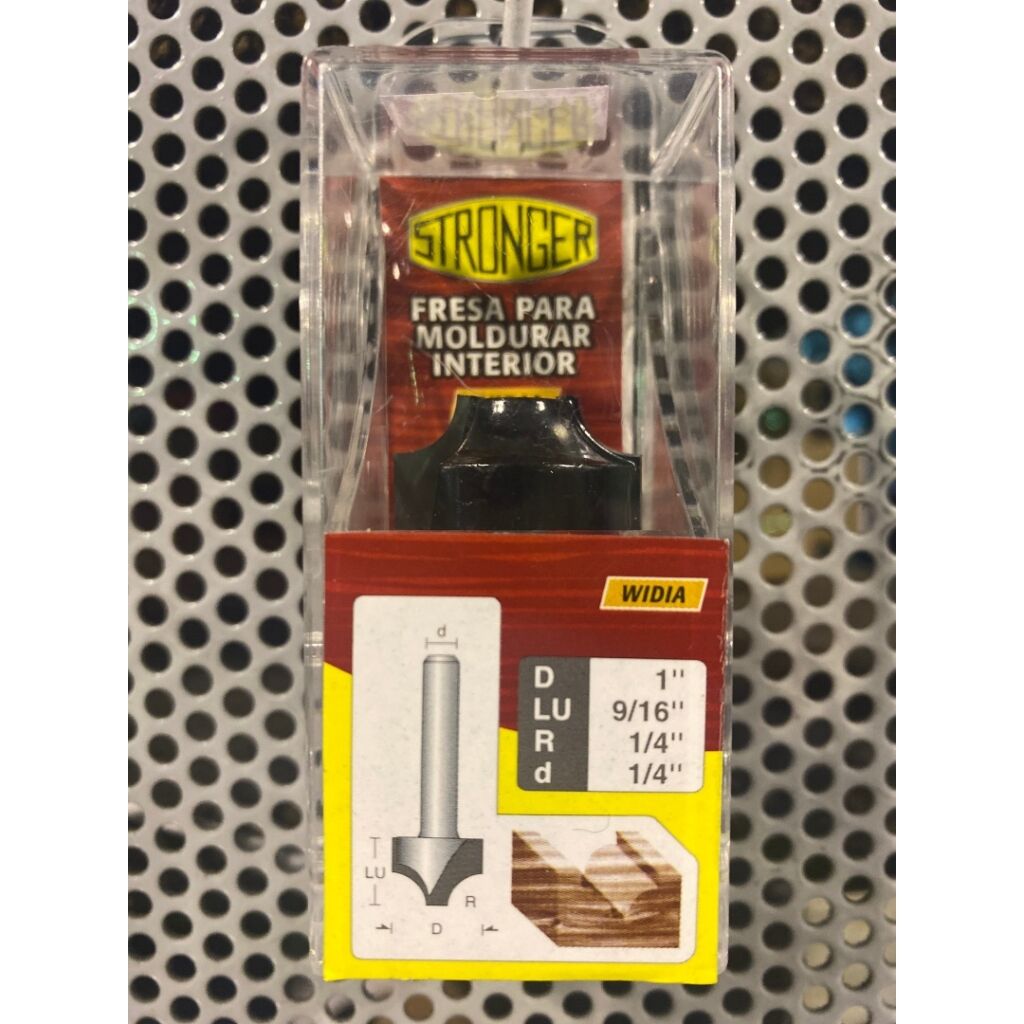 STRONGER
FRESA PARA
MOLDURAR
INTERIOR
WIDIA
d
D 1''
LU 9/16''
R 1/4''
d 1/4''
LU
R
D